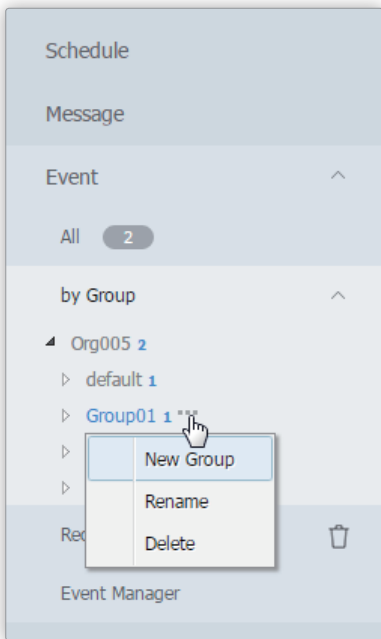 Schedule
Message
Event
All 2
by Group
Org005 2
default 1
Group01 1
New Group
Rename
Delete
Event Manager